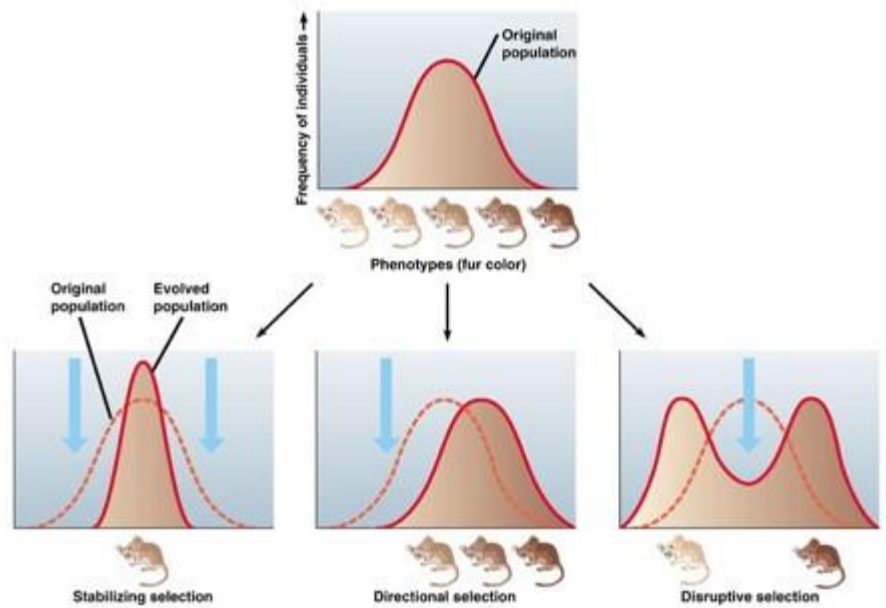 Frequency of individuals
Original
population
Phenotypes (fur color)
Original
population
Evolved
population
Stabilizing selection
Directional selection
Disruptive selection